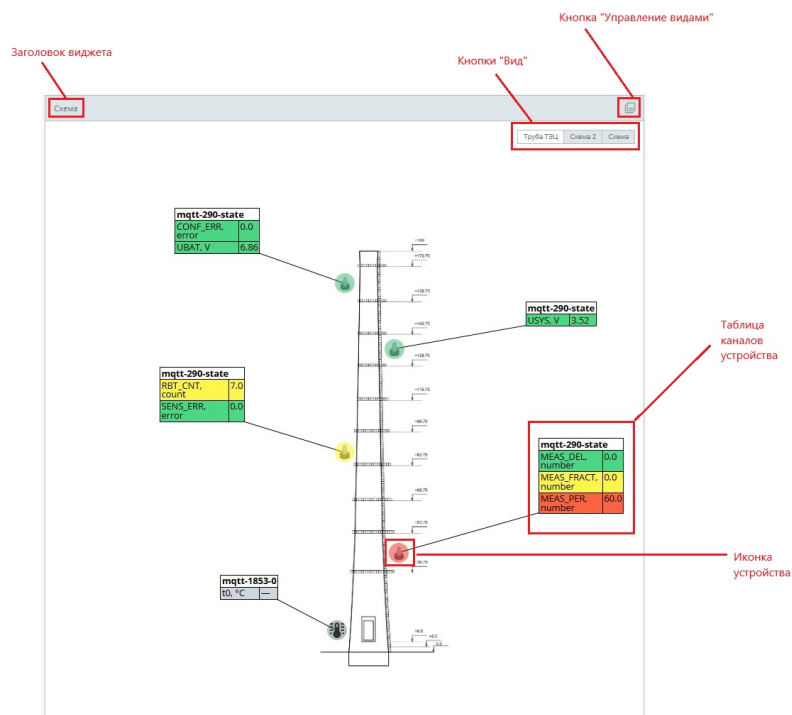 Кнопка "Управление видами"
Заголовок виджета
Кнопки "Вид"
Схема
Труба ТЭЦ Схема 2 Схема
mqtt-290-state
CONF_ERR, 0.0
error
UBAT, V 6.86
mqtt-290-state
USYS, V 3.52
Таблица
каналов
устройства
mqtt-290-state
RBT_CNT, 7.0
count
SENS_ERR, 0.0
error
mqtt-290-state
MEAS_DEL, 0.0
number
MEAS_FRACT, 0.0
number
MEAS_PER, 60.0
number
Иконка
устройства
mqtt-1853-0
t0, °C —